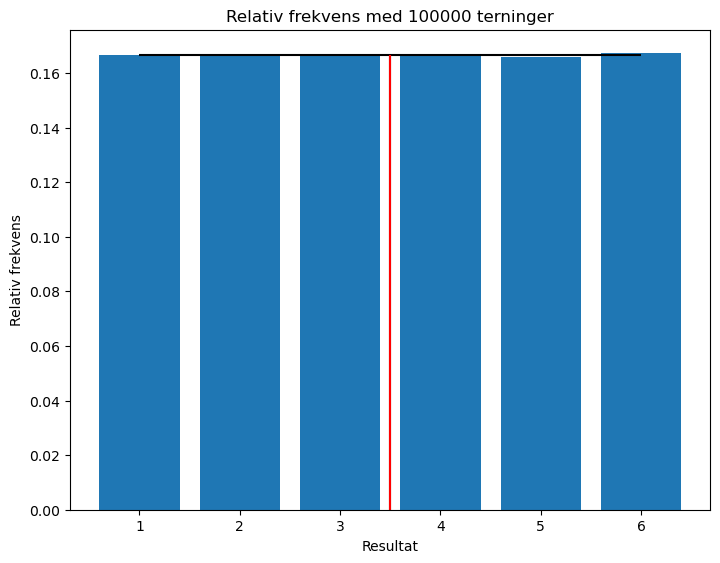 Relativ frekvens med 100000 terninger
Relativ frekvens
0.16
0.14
0.12
0.10
0.08
0.06
0.04
0.02
0.00
1 2 3 4 5 6
Resultat